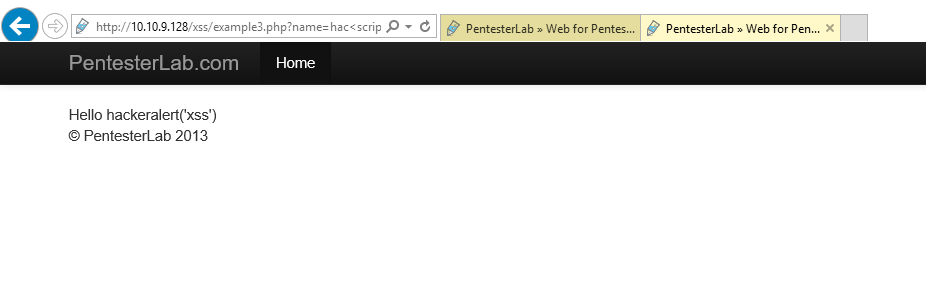 http://10.10.9.128/xss/example3.php?name=hac<scrip
PentesterLab » Web for Pentes...
PentesterLab » Web for Pen...
PentesterLab.com
Home
Hello hackeralert('xss')
© PentesterLab 2013